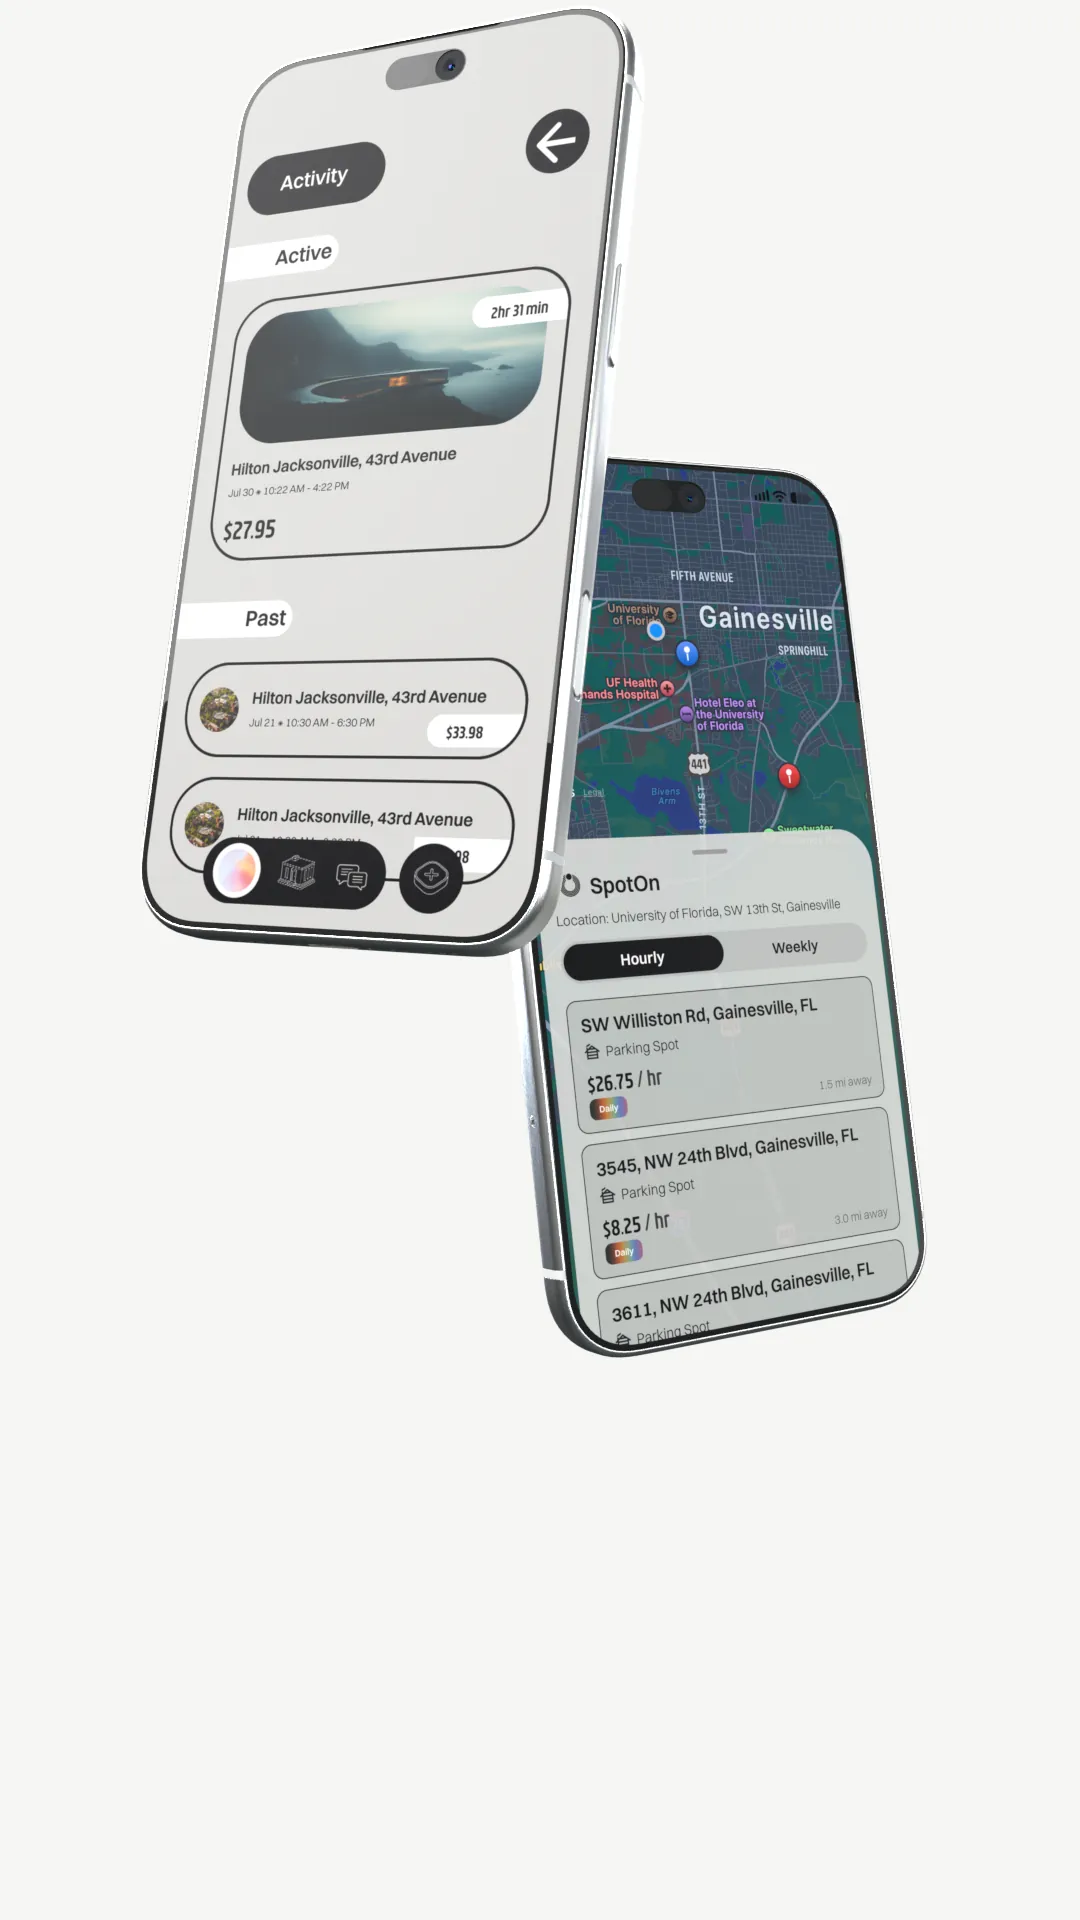 Activity
Active
2hr 31 min
Hilton Jacksonville, 43rd Avenue
Jul 30 • 10:22 AM - 4:22 PM
$27.95
Past
Hilton Jacksonville, 43rd Avenue
Jul 21 • 10:30 AM - 6:30 PM
$33.98
Hilton Jacksonville, 43rd Avenue
98
FIFTH AVENUE
University
of Florida
Gainesville
SPRINGHILL
UF Health
hands Hospital
Hotel Eleo at
the University
of Florida
441
Bivens
Arm
Legal
13TH ST
Sweetwater
SpotOn
Location: University of Florida, SW 13th St, Gainesville
Hourly
Weekly
SW Williston Rd, Gainesville, FL
Parking Spot
$26.75 / hr
1.5 mi away
Daily
3545, NW 24th Blvd, Gainesville, FL
Parking Spot
$8.25 / hr
3.0 mi away
Daily
3611, NW 24th Blvd, Gainesville, FL
Parking Spot